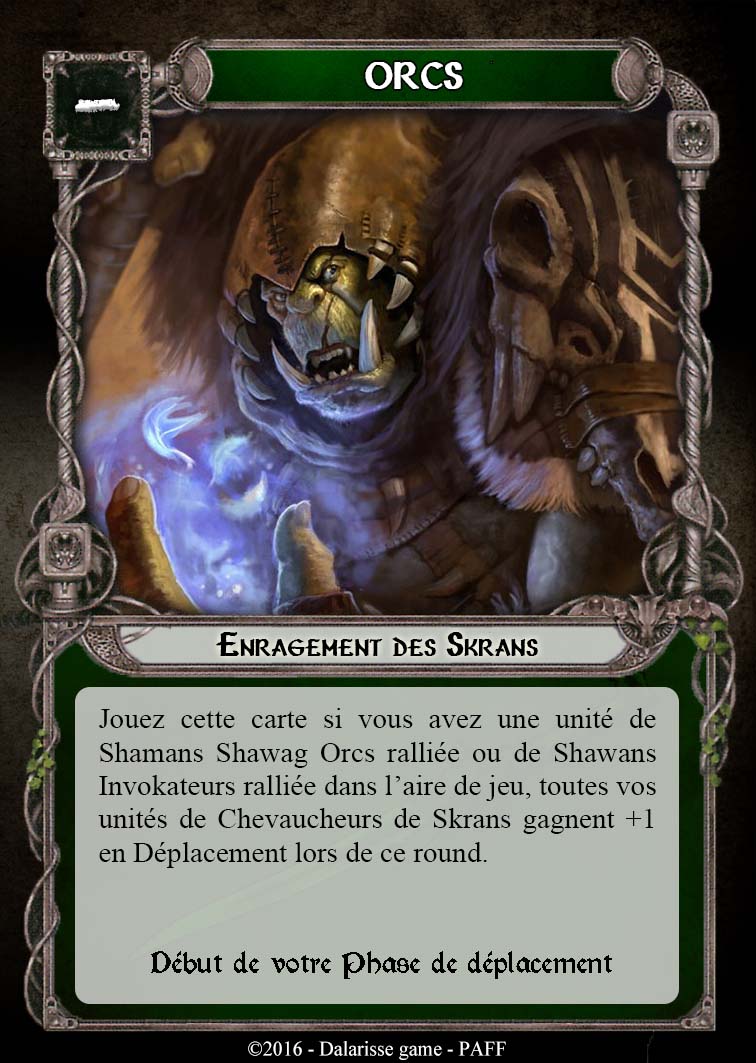 ORCS
-
Enragement des Skrans
Jouez cette carte si vous avez une unité de
Shamans Shawag Orcs ralliée ou de Shawans
Invokateurs ralliée dans l'aire de jeu, toutes vos
unités de Chevaucheurs de Skrans gagnent +1
en Déplacement lors de ce round.
Début de votre Phase de déplacement
©2016 - Dalarisse game - PAFF